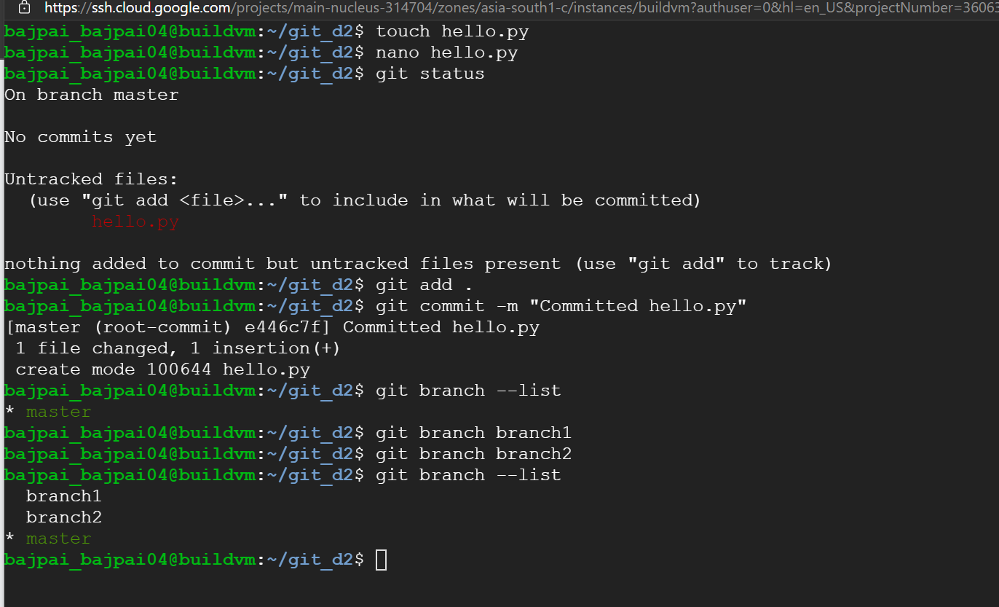 https://ssh.cloud.google.com/projects/main-nucleus-314704/zones/asia-south1-c/instances/buildvm?authuser=0&hl=en_US&projectNumber=36063
bajpai_bajpai04@buildvm:~/git_d2$ touch hello.py
bajpai_bajpai04@buildvm:~/git_d2$ nano hello.py
bajpai_bajpai04@buildvm:~/git_d2$ git status
On branch master
No commits yet
Untracked files:
  (use "git add <file>..." to include in what will be committed)
        hello.py
nothing added to commit but untracked files present (use "git add" to track)
bajpai_bajpai04@buildvm:~/git_d2$ git add .
bajpai_bajpai04@buildvm:~/git_d2$ git commit -m "Committed hello.py"
[master (root-commit) e446c7f] Committed hello.py
 1 file changed, 1 insertion(+)
 create mode 100644 hello.py
bajpai_bajpai04@buildvm:~/git_d2$ git branch --list
* master
bajpai_bajpai04@buildvm:~/git_d2$ git branch branch1
bajpai_bajpai04@buildvm:~/git_d2$ git branch branch2
bajpai_bajpai04@buildvm:~/git_d2$ git branch --list
  branch1
  branch2
* master
bajpai_bajpai04@buildvm:~/git_d2$